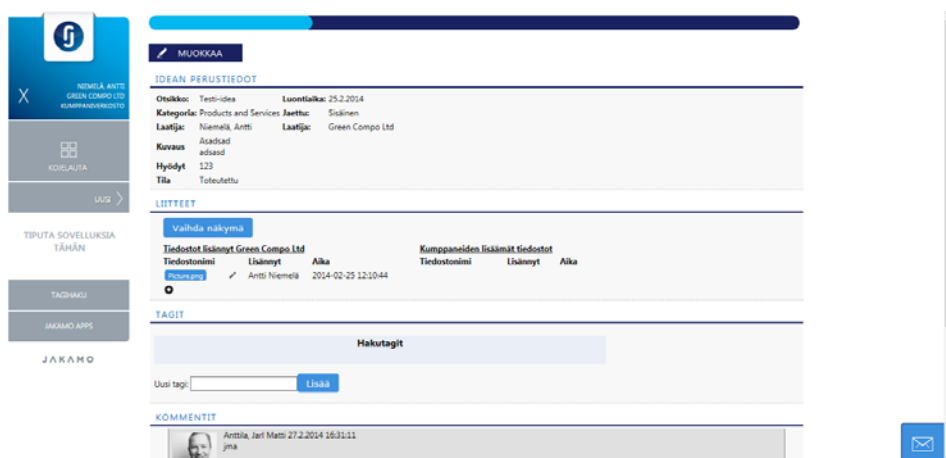 X
NIEMELÄ ANTTI
GREEN COMPO LTD
KUMPPANIVERKOSTO
KOJELAUTA
UUSI
TIPUTA SOVELLUKSIA
TÄHÄN
TAGIHAKU
JAKAMO APPS
JAKAMO
MUOKKAA
IDEAN PERUSTIEDOT
Otsikko: Testi-idea Luontiaika: 25.2.2014
Kategoria: Products and Services Jaettu: Sisäinen
Laatija: Niemelä, Antti Laatija: Green Compo Ltd
Kuvaus Asadsad
adsasd
Hyödyt 123
Tila Toteutettu
LIITTEET
Vaihda näkymä
Tiedostot lisännyt Green Compo Ltd Kumppaneiden lisäämät tiedostot
Tiedostonimi Lisännyt Aika Tiedostonimi Lisännyt Aika
Picture.png Antti Niemelä 2014-02-25 12:10:44
TAGIT
Hakutagit
Uusi tagi: Lisää
KOMMENTIT
Anttila, Jarl Matti 27.2.2014 16:31:11
jma